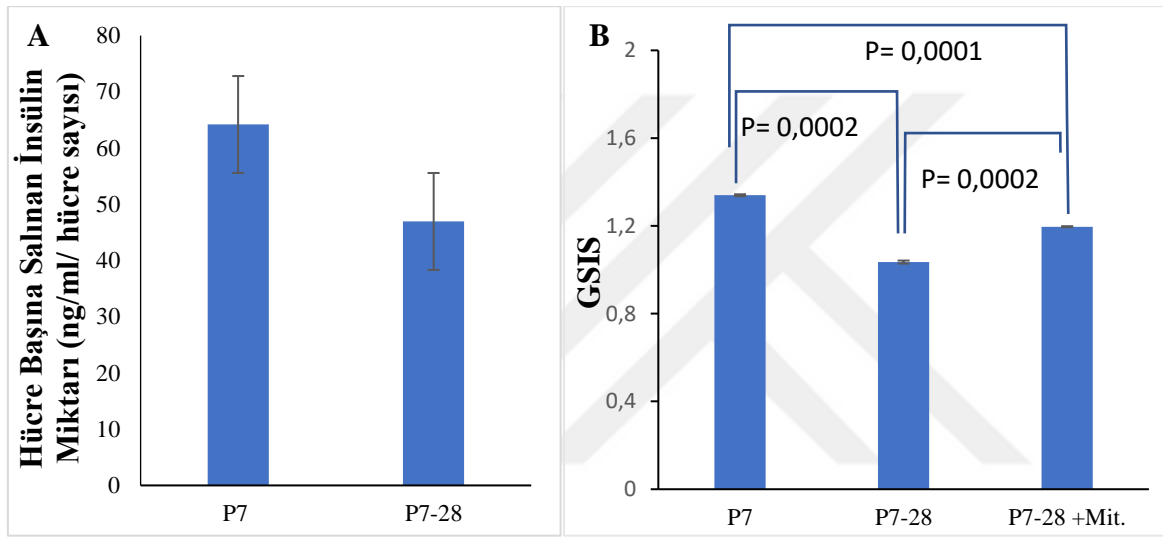 A
Hücre Başına Salınan İnsülin
Miktarı (ng/ml/ hücre sayısı)
80
70
60
50
40
30
20
10
0
P7
P7-28
B
GSIS
2
1,6
1,2
0,8
0,4
0
P= 0,0001
P= 0,0002
P= 0,0002
P7
P7-28
P7-28 +Mit.